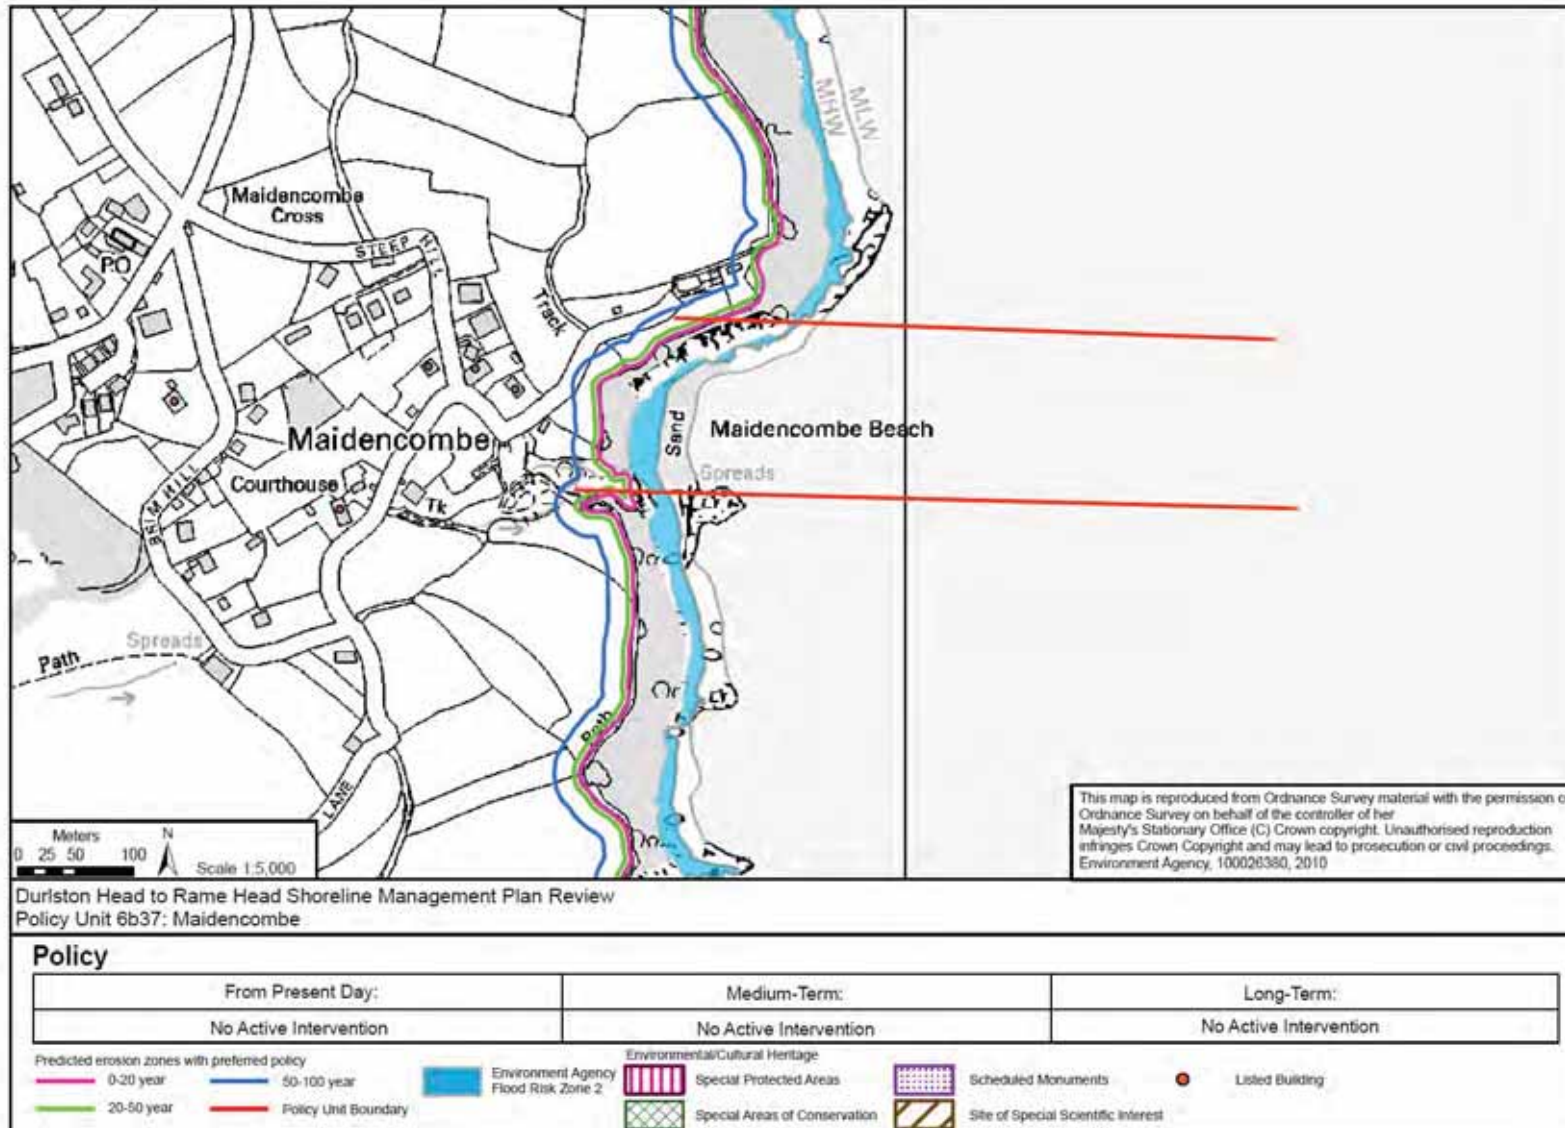 MHW
MLW
Maidencombe
Cross
STEEP HILL
P.O
Track
Maidencombe
Sand
Maidencombe Beach
Spreads
Courthouse
BRIM HILL
Tk
Spreads
Path
Path
LANE
Meters
0 25 50 100
N
Scale 1:5,000
This map is reproduced from Ordnance Survey material with the permission o
Ordnance Survey on behalf of the controller of her
Majesty's Stationary Office (C) Crown copyright. Unauthorised reproduction
infringes Crown Copyright and may lead to prosecution or civil proceedings.
Environment Agency, 100026380, 2010
Durlston Head to Rame Head Shoreline Management Plan Review
Policy Unit 6b37: Maidencombe
Policy
From Present Day: Medium-Term: Long-Term:
No Active Intervention No Active Intervention No Active Intervention
Predicted erosion zones with preferred policy
0-20 year
50-100 year
20-50 year
Policy Unit Boundary
Environment Agency
Flood Risk Zone 2
Environmental/Cultural Heritage
Special Protected Areas
Scheduled Monuments
Listed Building
Special Areas of Conservation
Site of Special Scientific Interest